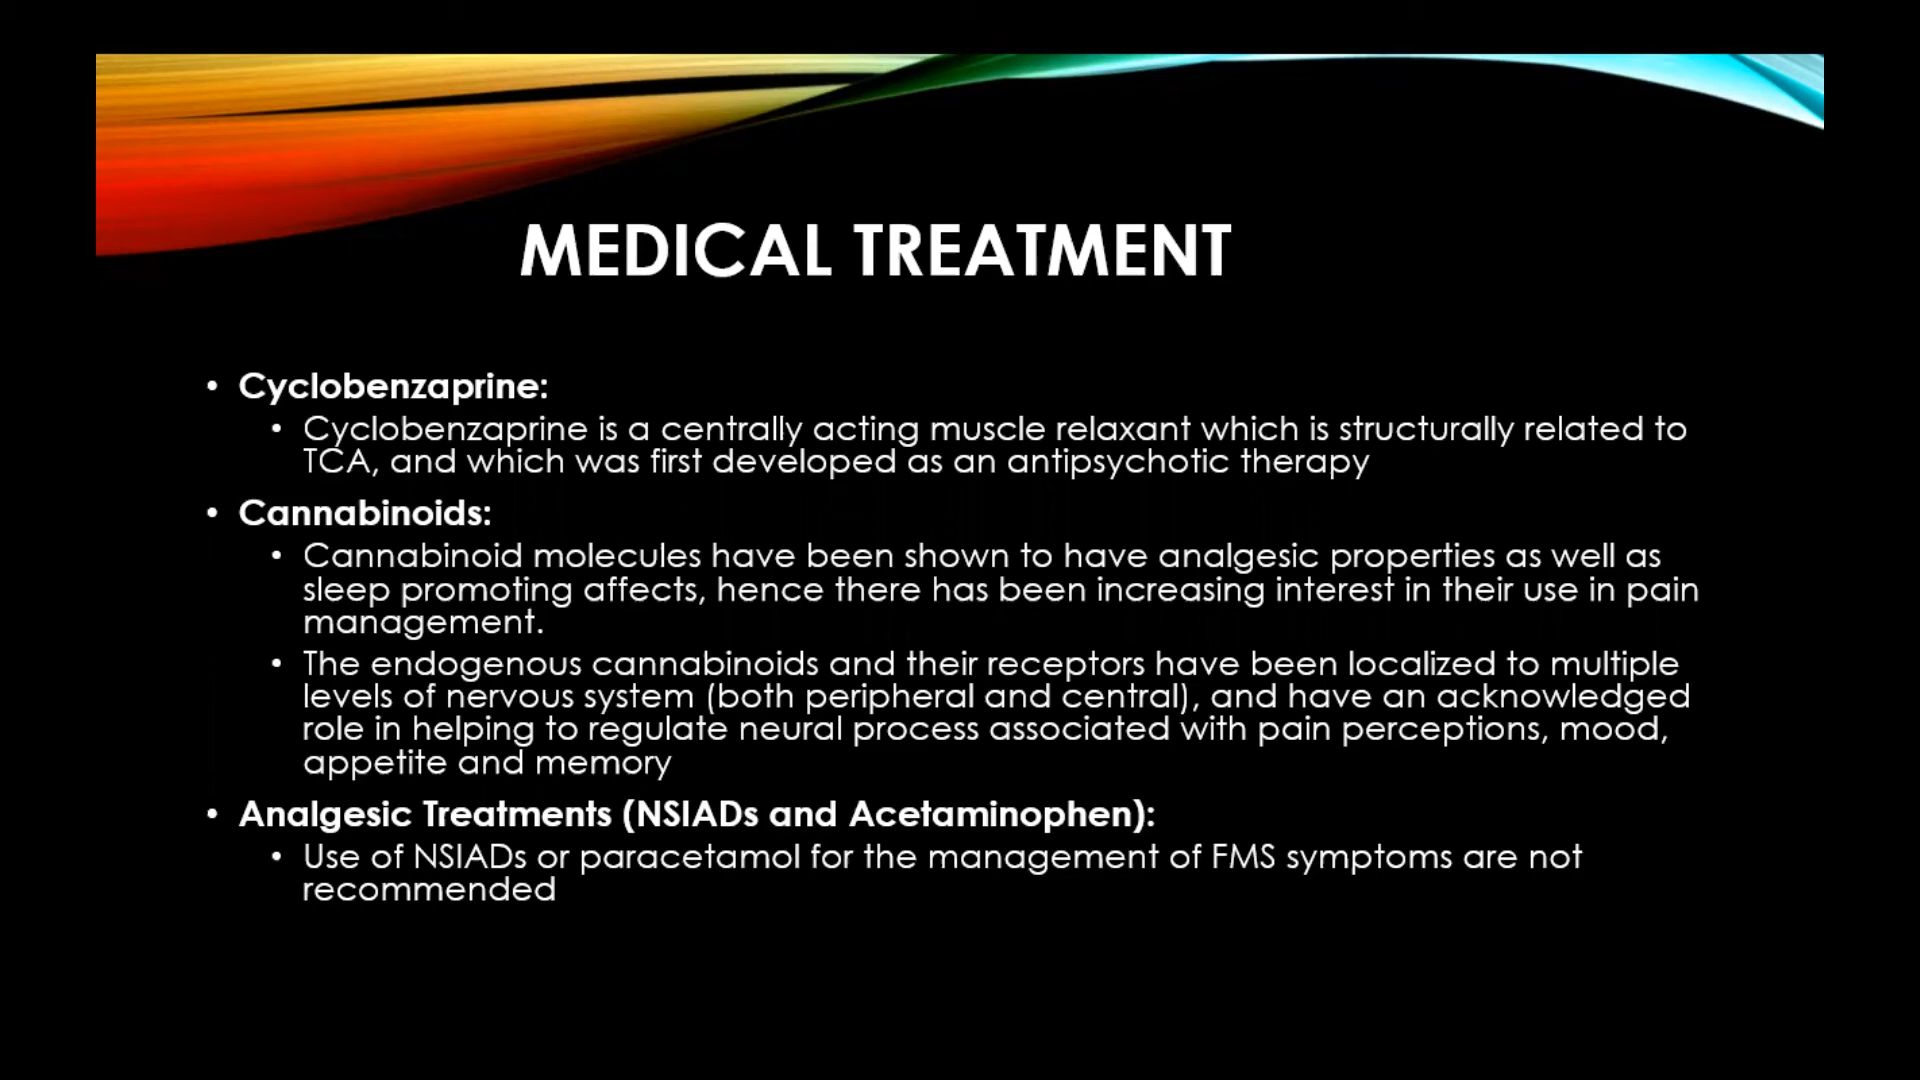 MEDICAL TREATMENT
• Cyclobenzaprine:
• Cyclobenzaprine is a centrally acting muscle relaxant which is structurally related to
TCA, and which was first developed as an antipsychotic therapy
• Cannabinoids:
• Cannabinoid molecules have been shown to have analgesic properties as well as
sleep promoting affects, hence there has been increasing interest in their use in pain
management.
• The endogenous cannabinoids and their receptors have been localized to multiple
levels of nervous system (both peripheral and central), and have an acknowledged
role in helping to regulate neural process associated with pain perceptions, mood,
appetite and memory
• Analgesic Treatments (NSIADs and Acetaminophen):
• Use of NSIADs or paracetamol for the management of FMS symptoms are not
recommended